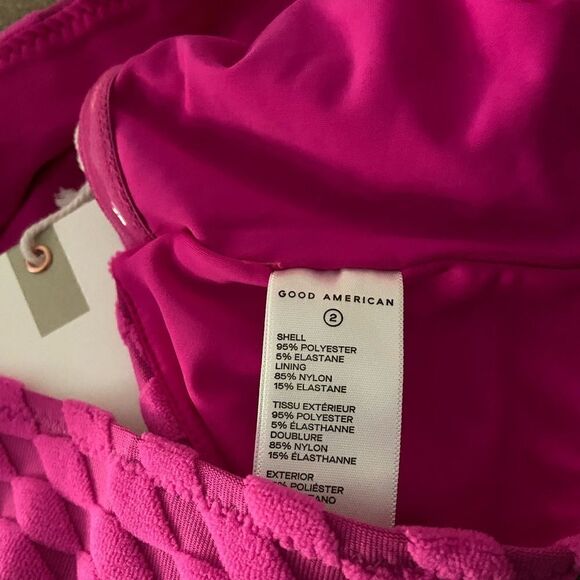 GOOD AMERICAN
2
SHELL
95% POLYESTER
5% ELASTANE
LINING
85% NYLON
15% ELASTANE
TISSU EXTÉRIEUR
95% POLYESTER
5% ÉLASTHANNE
DOUBLURE
85% NYLON
15% ÉLASTHANNE
EXTERIOR
% POLIÉSTER